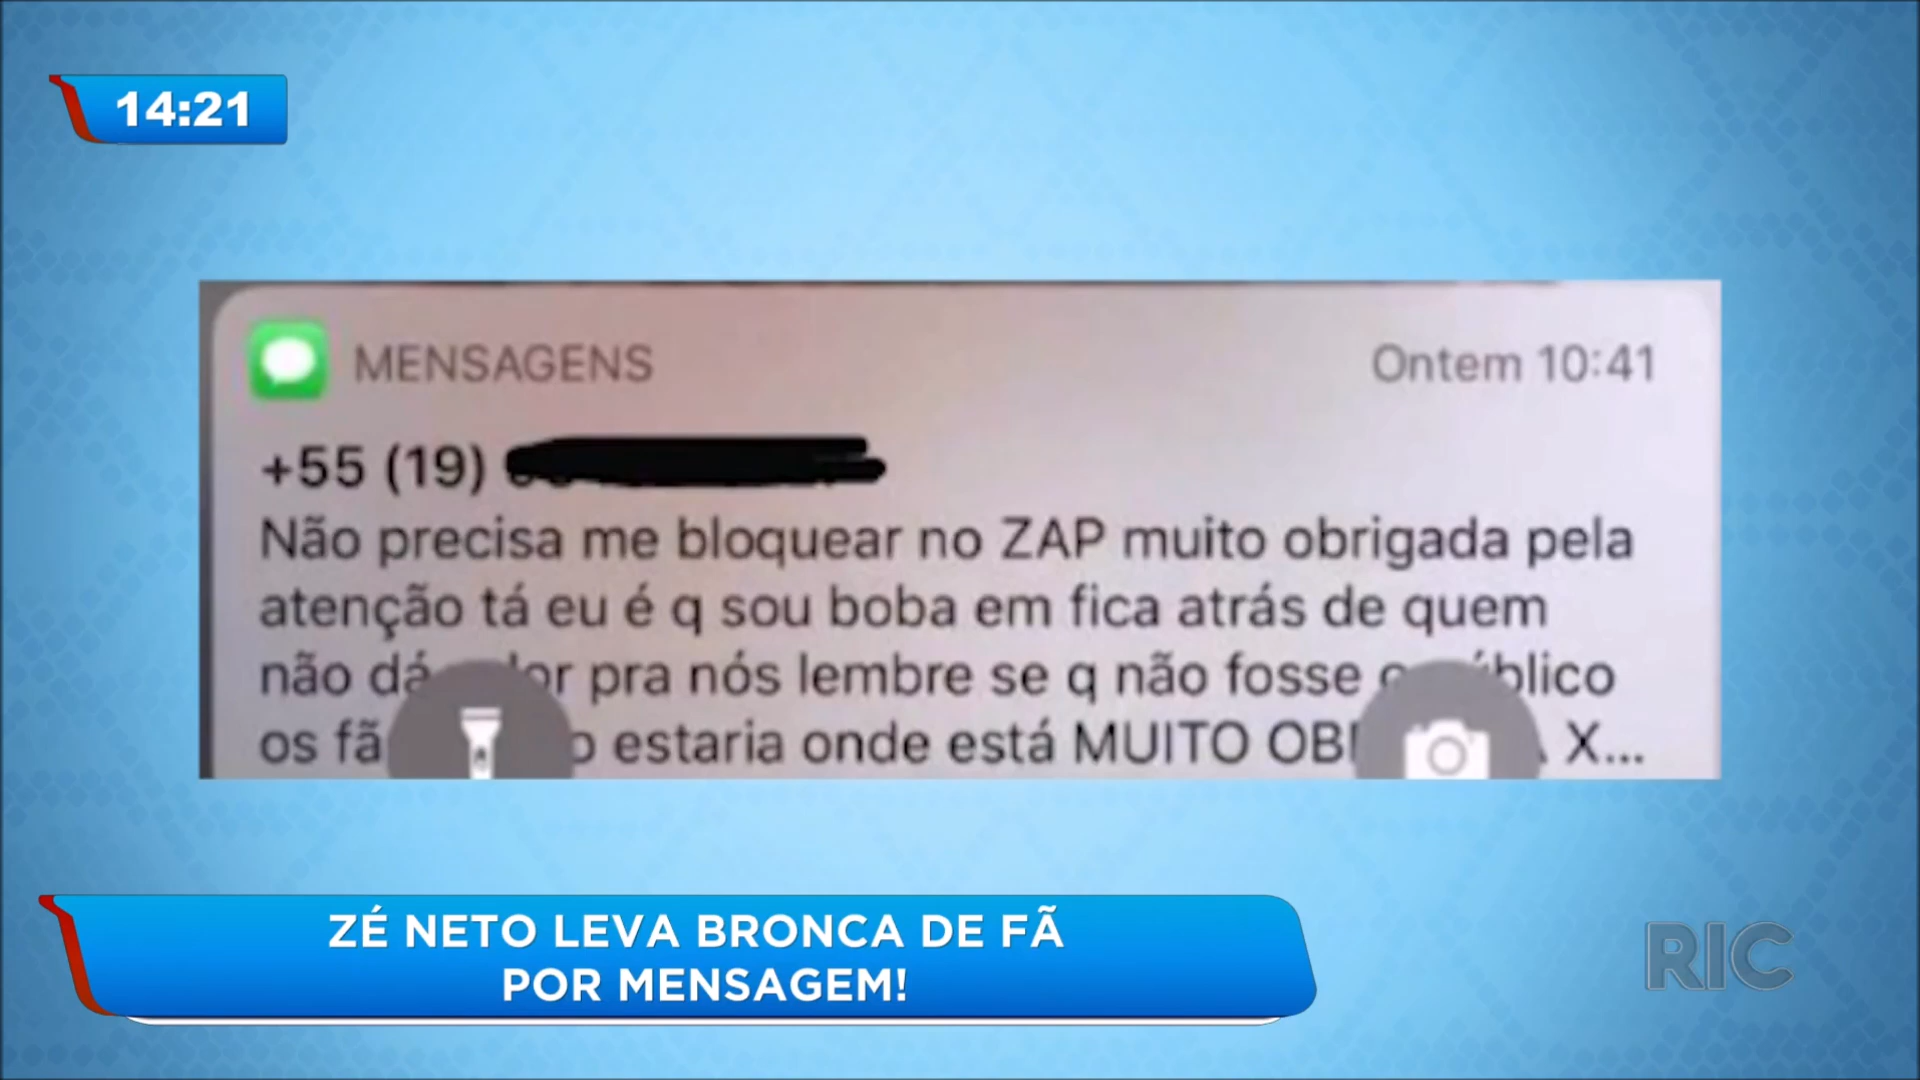 14:21
MENSAGENS
Ontem 10:41
+55 (19)
Não precisa me bloquear no ZAP muito obrigada pela
atenção tá eu é q sou boba em fica atrás de quem
não dá pra nós lembre se q não fosse
os estaria onde está MUITO X...
ZÉ NETO LEVA BRONCA DE FÃ
POR MENSAGEM!
RIC